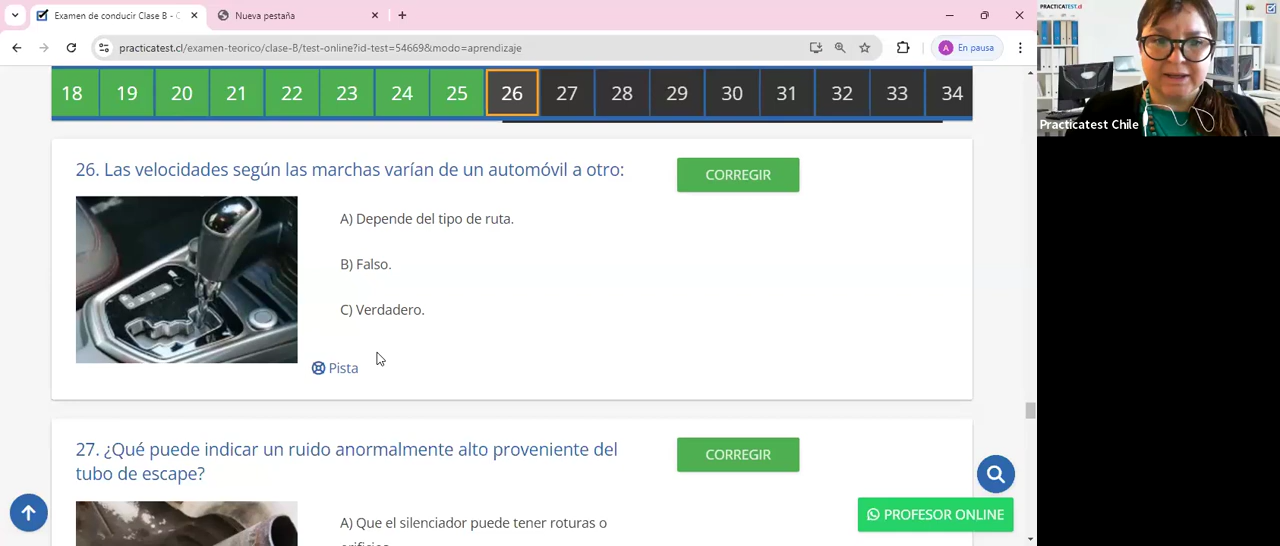 Examen de conducir Clase B - C
Nueva pestaña
practicatest.cl/examen-teorico/clase-B/test-online?id-test=54669&modo=aprendizaje
A
En pausa
PRACTICATEST.cl
Practicatest Chile
18 19 20 21 22 23 24 25 26 27 28 29 30 31 32 33 34
26. Las velocidades según las marchas varían de un automóvil a otro:
CORREGIR
A) Depende del tipo de ruta.
B) Falso.
C) Verdadero.
Pista
27. ¿Qué puede indicar un ruido anormalmente alto proveniente del
tubo de escape?
CORREGIR
A) Que el silenciador puede tener roturas o
orificios.
PROFESOR ONLINE